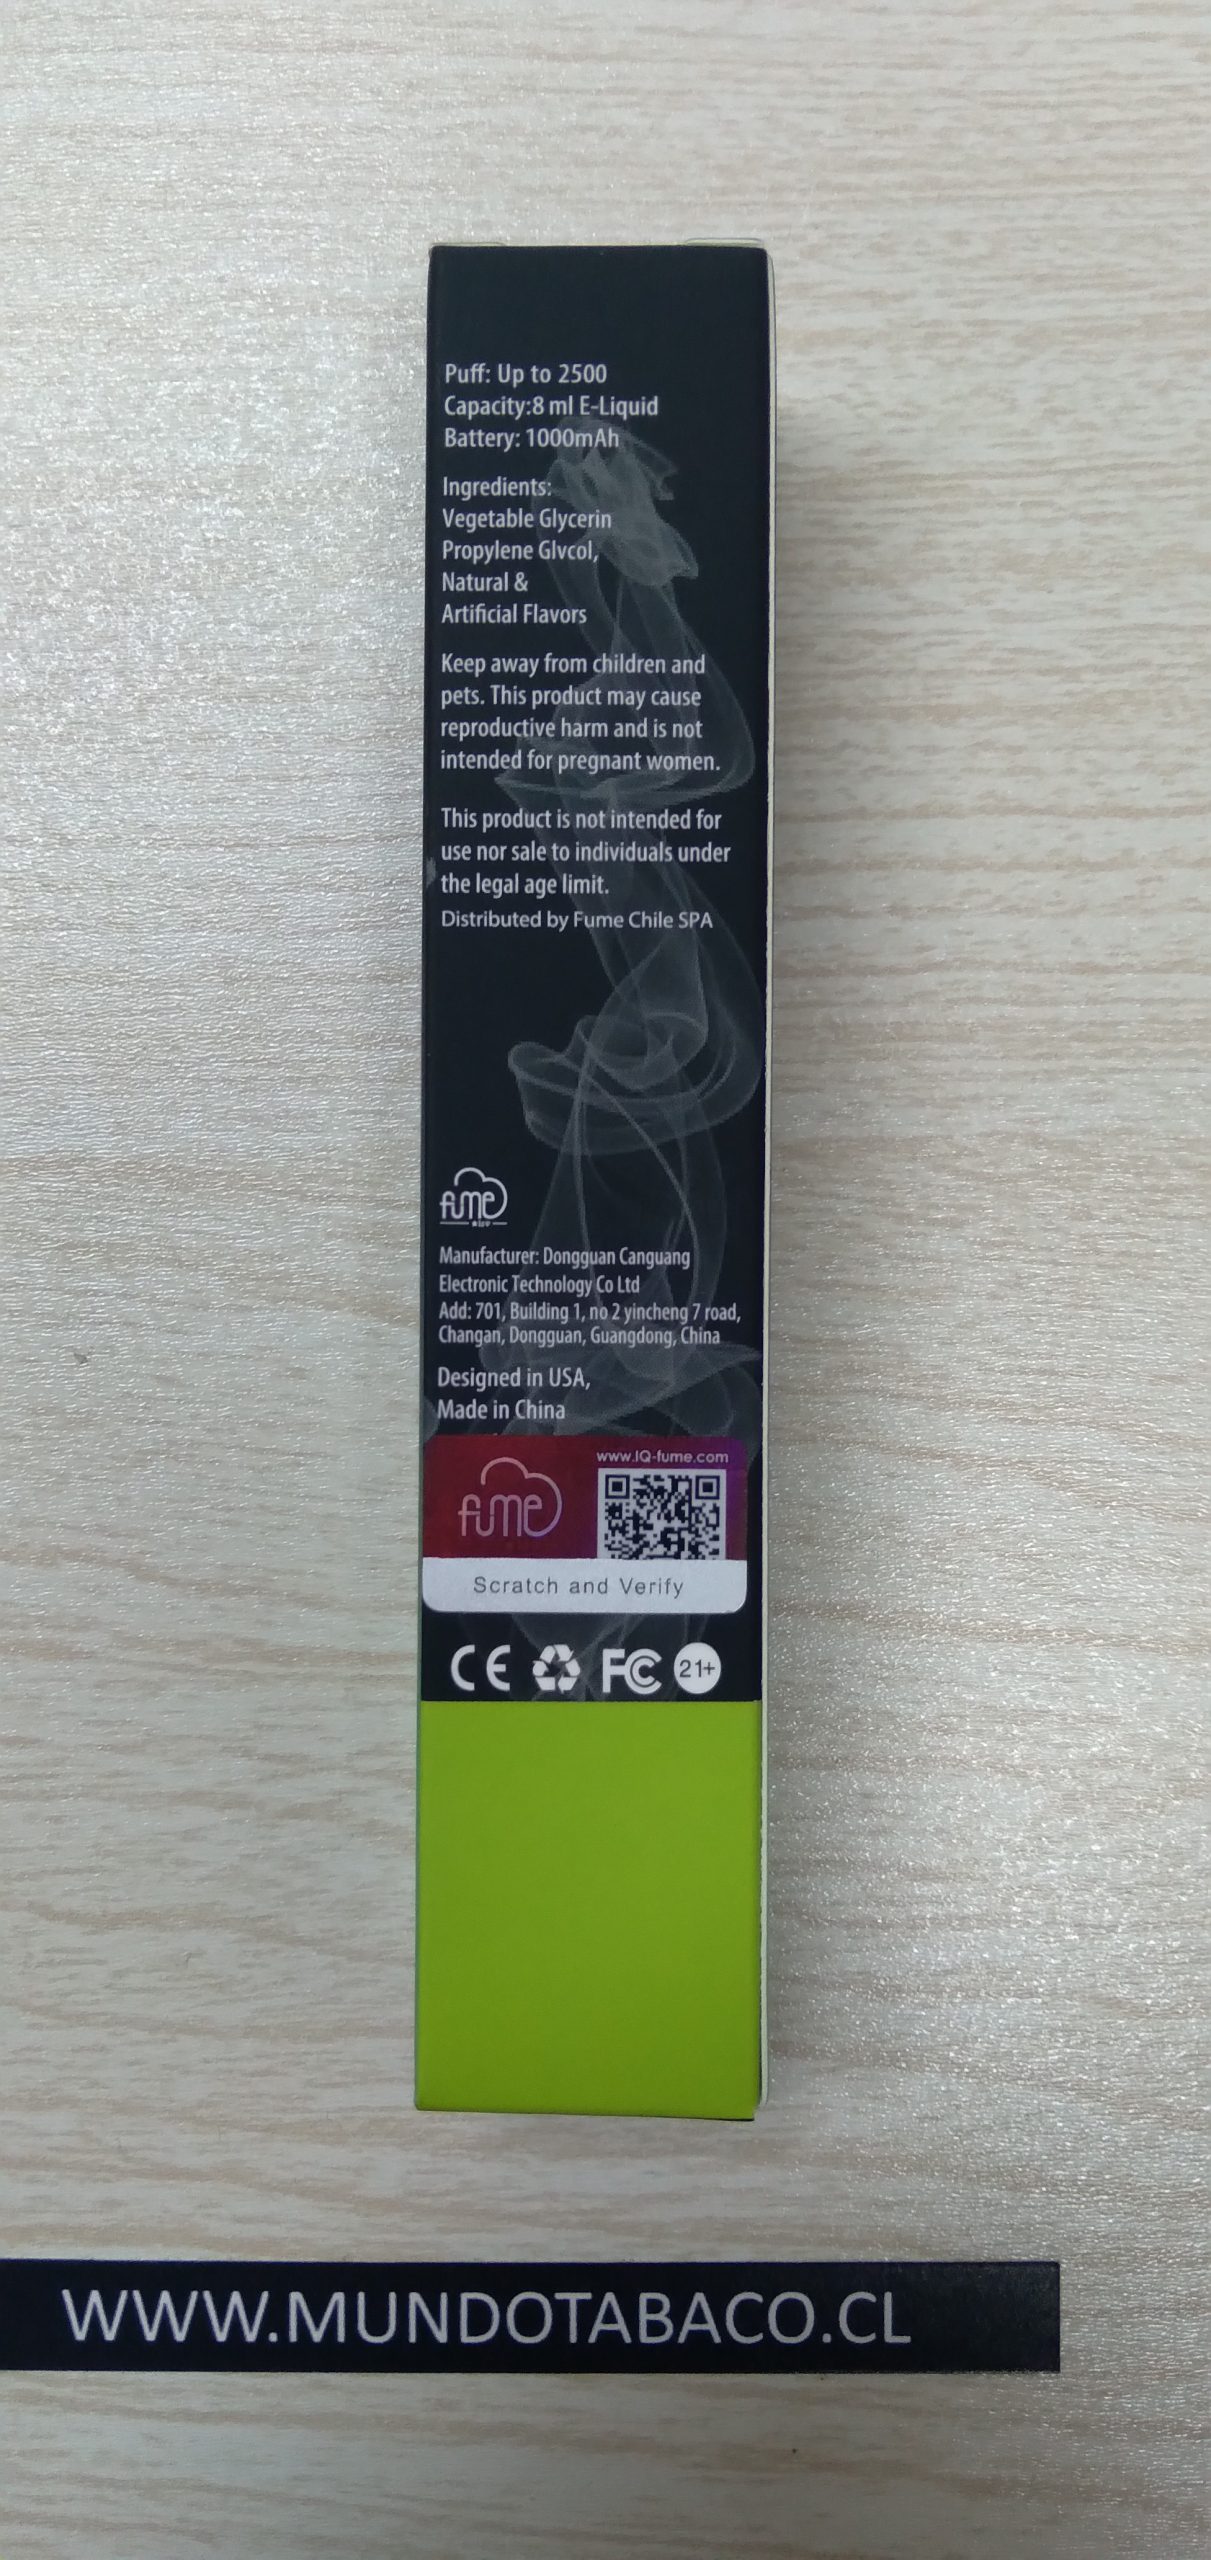 Puff: Up to 2500
Capacity:8 ml E-Liquid
Battery: 1000mAh
Ingredients:
Vegetable Glycerin
Propylene Glvcol,
Natural &
Artificial Flavors
Keep away from children and
pets. This product may cause
reproductive harm and is not
intended for pregnant women.
This product is not intended for
use nor sale to individuals under
the legal age limit.
Distributed by Fume Chile SPA
fume
Manufacturer: Dongguan Canguang
Electronic Technology Co Ltd
Add: 701, Building 1, no 2 yincheng 7 road,
Changan, Dongguan, Guangdong, China
Designed in USA,
Made in China
www.IQ-fume.com
fume
Scratch and Verify
CE FC 21+
WWW.MUNDOTABACO.CL